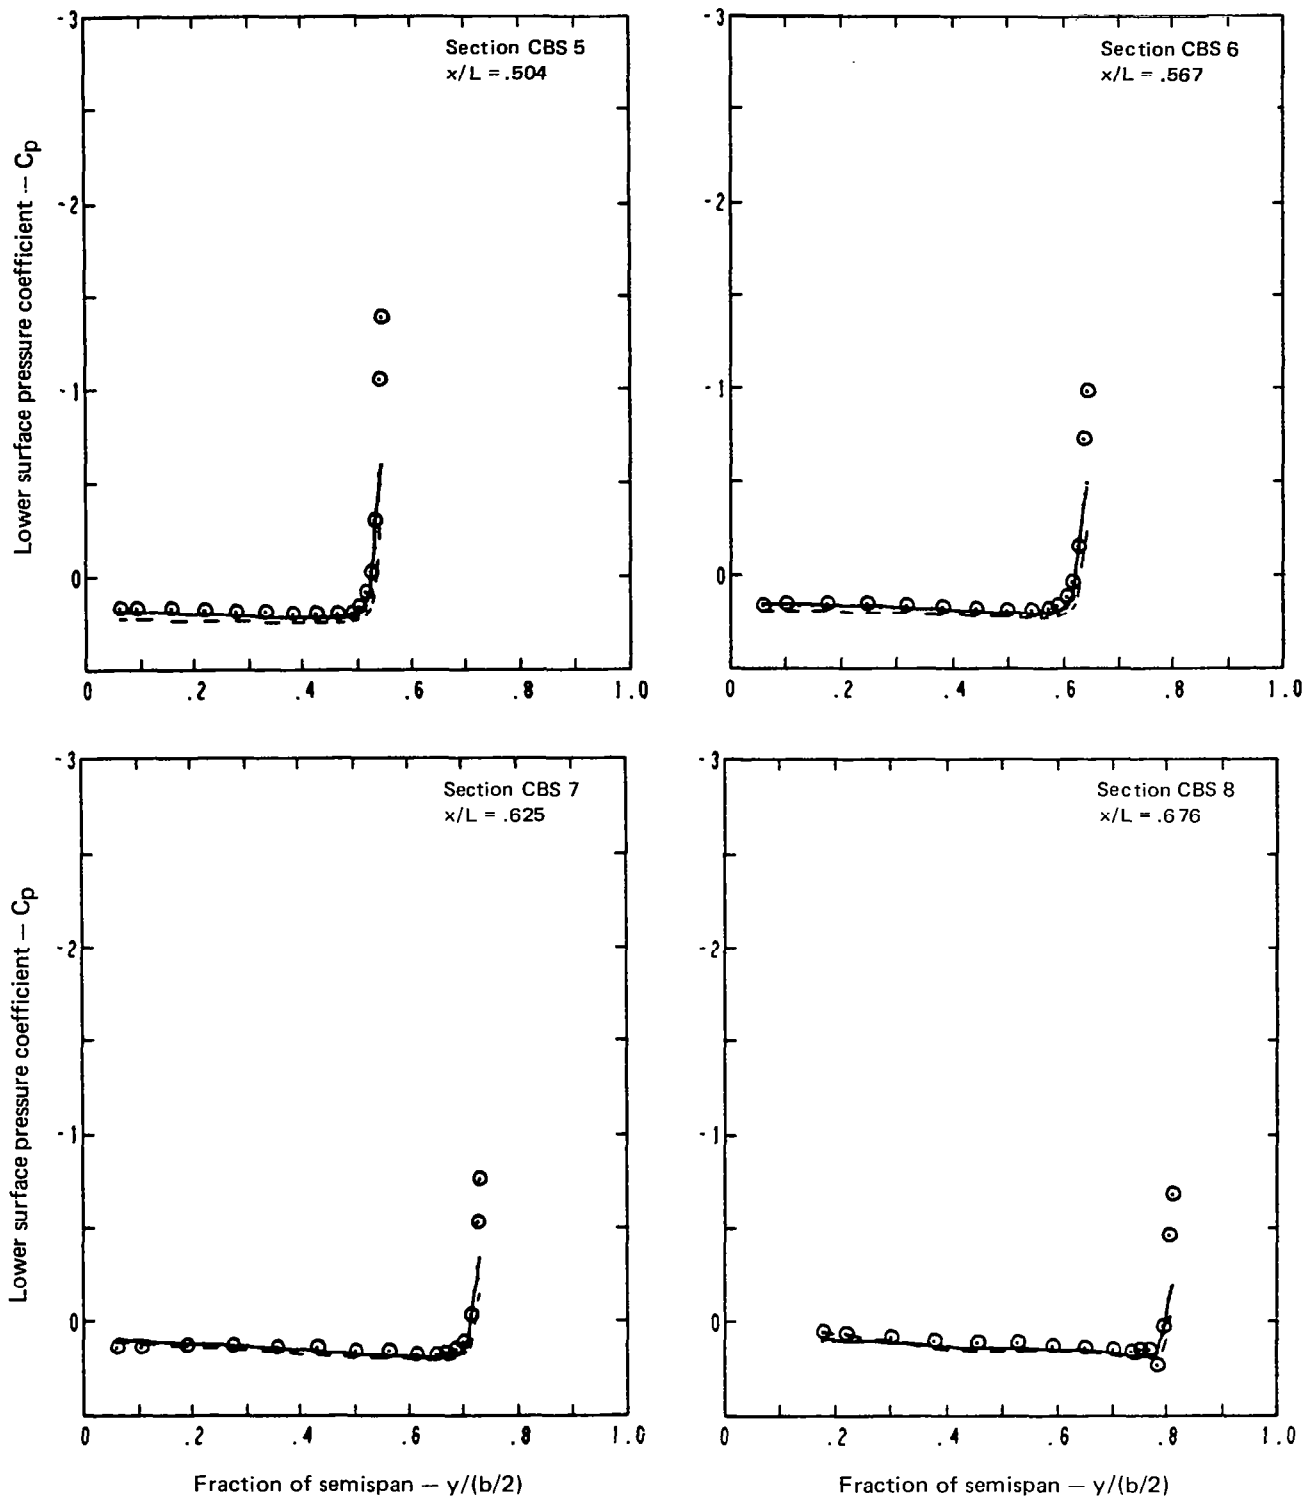 Section CBS 5
x/L = .504
-3
-2
-1
0
0 .2 .4 .6 .8 1.0
Lower surface pressure coefficient — Cp
Section CBS 6
x/L = .567
-3
-2
-1
0
0 .2 .4 .6 .8 1.0
Section CBS 7
x/L = .625
-3
-2
-1
0
0 .2 .4 .6 .8 1.0
Lower surface pressure coefficient — Cp
Fraction of semispan — y/(b/2)
Section CBS 8
x/L = .676
-3
-2
-1
0
0 .2 .4 .6 .8 1.0
Fraction of semispan — y/(b/2)